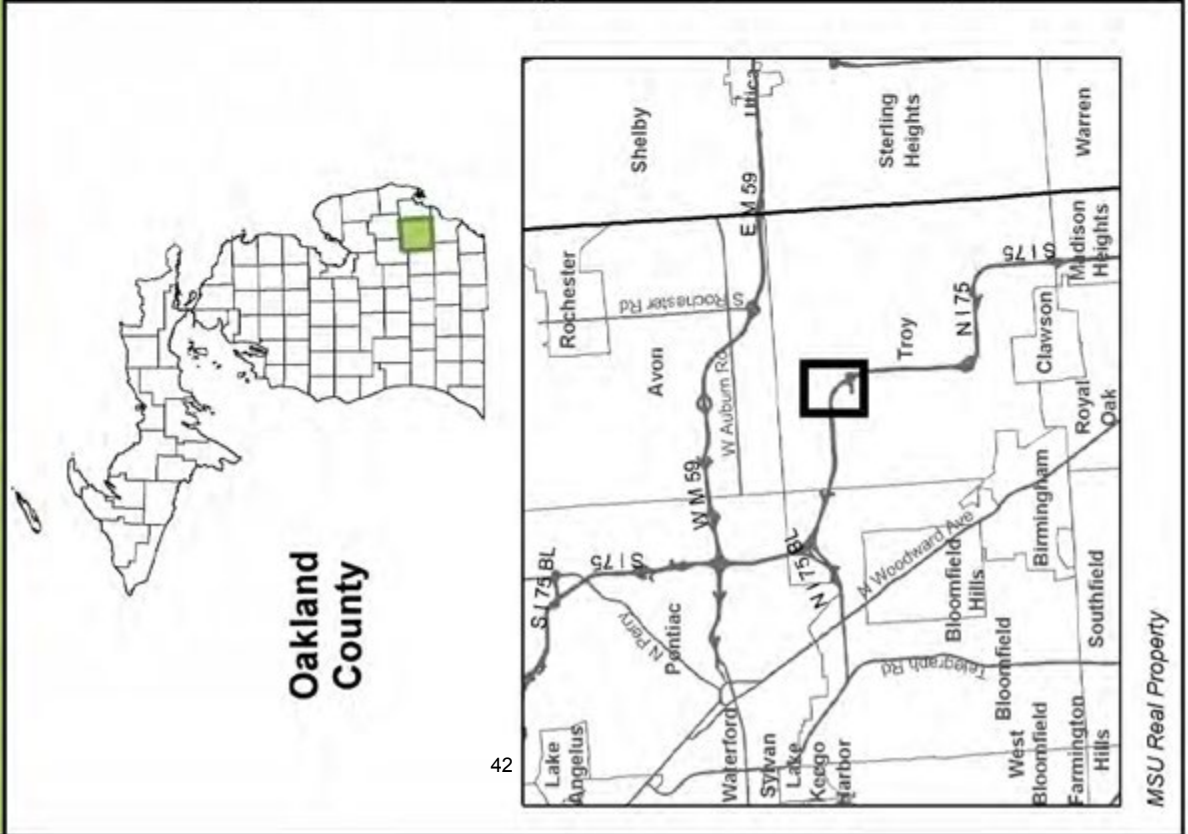 Oakland
County
Rochester
Shelby
Utica
S Rochester Rd
E M 59
Avon
W Auburn Rd
W M 59
S I 75 BL
S I 75
N Perry
Pontiac
Lake
Angelus
Waterford
Sylvan
Lake
Keego
Harbor
N I 75 BL
N Woodward Ave
Telegraph Rd
Bloomfield
Hills
Troy
N I 75
S I 75
Sterling
Heights
Warren
Madison
Heights
Clawson
Royal
Oak
Birmingham
Southfield
Bloomfield
West
Bloomfield
Farmington
Hills
MSU Real Property
42